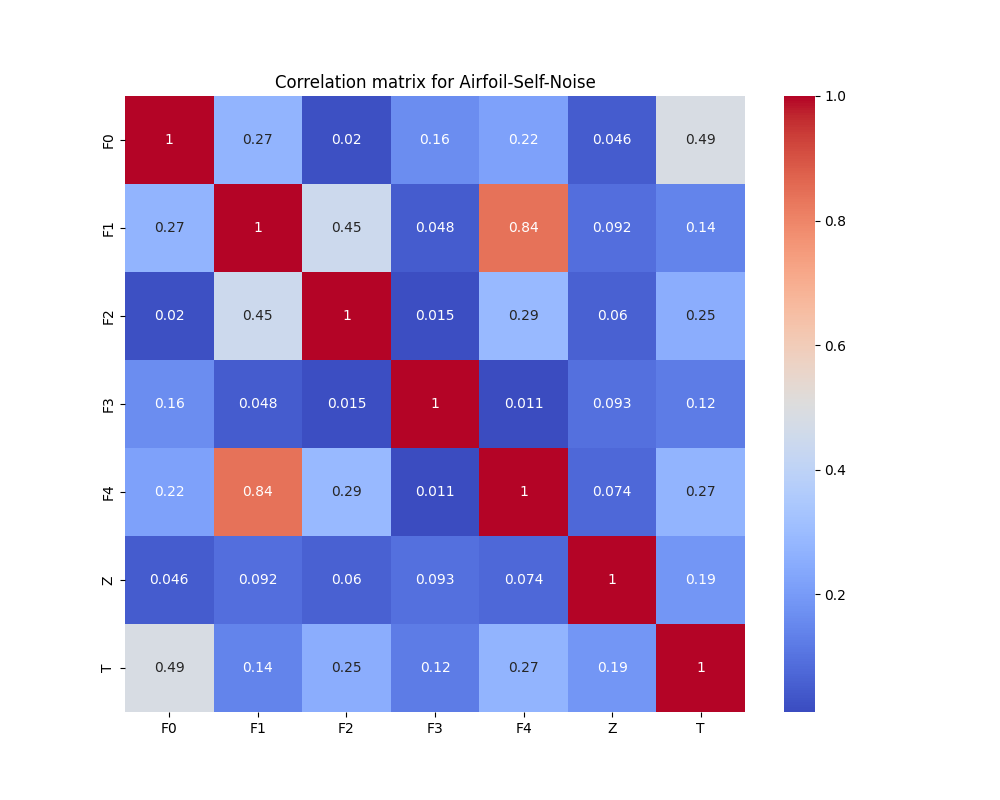 Correlation matrix for Airfoil-Self-Noise
F0 1 0.27 0.02 0.16 0.22 0.046 0.49
F1 0.27 1 0.45 0.048 0.84 0.092 0.14
F2 0.02 0.45 1 0.015 0.29 0.06 0.25
F3 0.16 0.048 0.015 1 0.011 0.093 0.12
F4 0.22 0.84 0.29 0.011 1 0.074 0.27
Z 0.046 0.092 0.06 0.093 0.074 1 0.19
T 0.49 0.14 0.25 0.12 0.27 0.19 1
F0 F1 F2 F3 F4 Z T
1.0
0.8
0.6
0.4
0.2